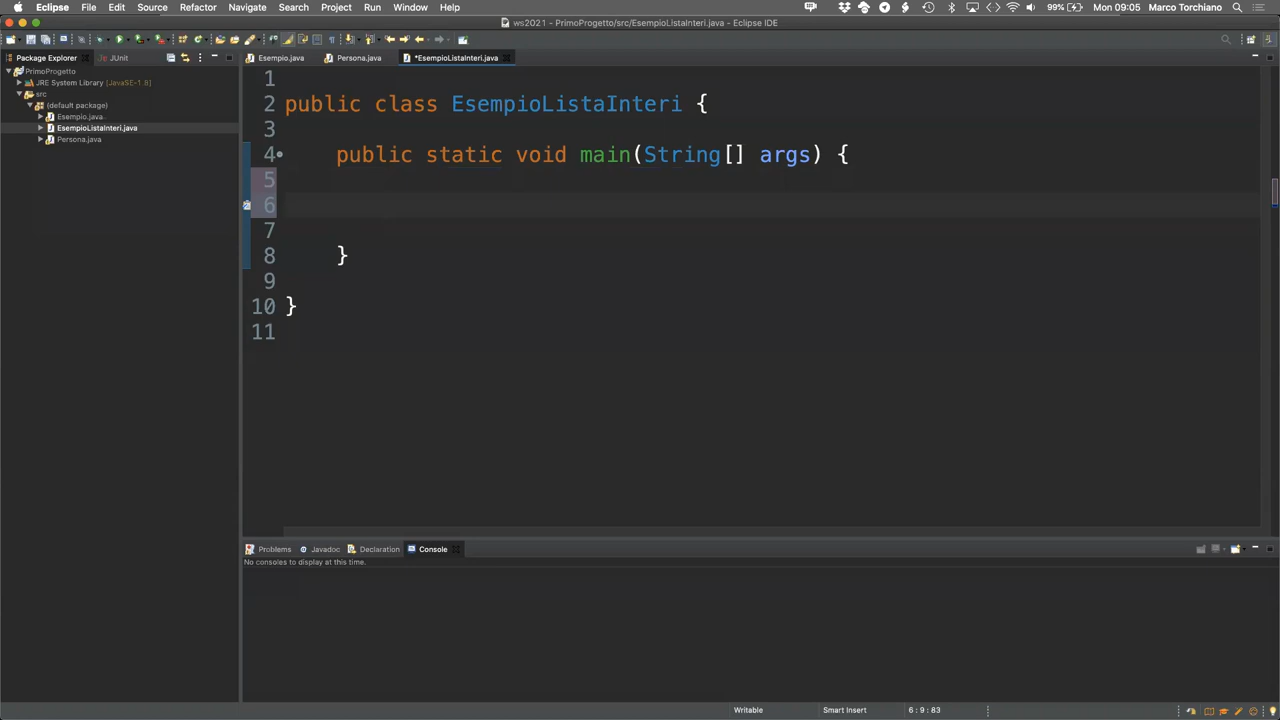 Eclipse File Edit Source Refactor Navigate Search Project Run Window Help 99% Mon 09:05 Marco Torchiano
ws2021 - PrimoProgetto/src/EsempioListaInteri.java - Eclipse IDE
Package Explorer JUnit Esempio.java Persona.java *EsempioListaInteri.java
PrimoProgetto
JRE System Library [JavaSE-1.8]
src
(default package)
Esempio.java
EsempioListaInteri.java
Persona.java
1
2 public class EsempioListaInteri {
3
4 public static void main(String[] args) {
5
6
7
8 }
9
10 }
11
Problems Javadoc Declaration Console
No consoles to display at this time.
Writable Smart Insert 6 : 9 : 83